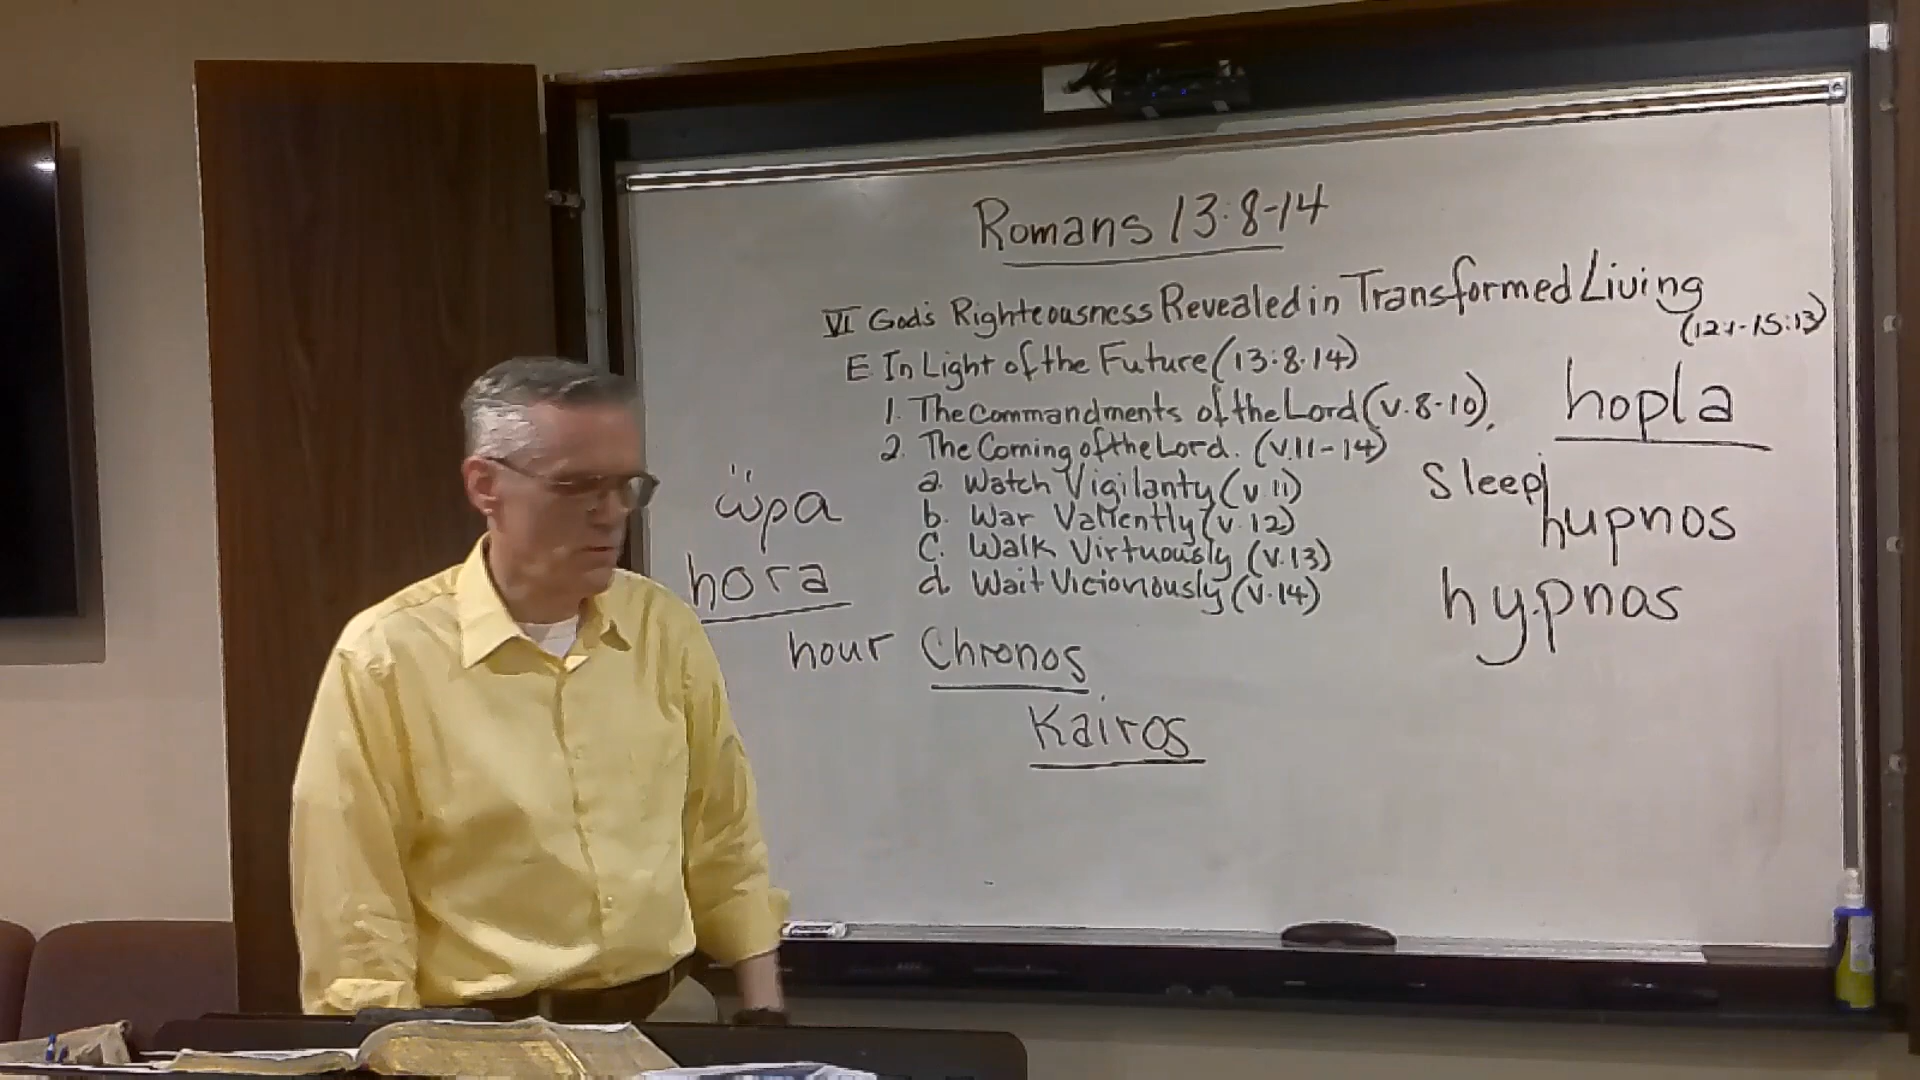 Romans 13:8-14
VI God's Righteousness Revealed in Transformed Living
(12:1-15:13)
E. In Light of the Future (13:8-14)
1. The Commandments of the Lord (v.8-10).
2. The Coming of the Lord. (v.11-14)
a. Watch Vigilanty (v.11)
b. War Valiently (v.12)
c. Walk Virtuously (v.13)
d. Wait Vicionously (v.14)
ὥρα
hora
hour
Chronos
Kairos
hopla
Sleep
hupnos
hypnos